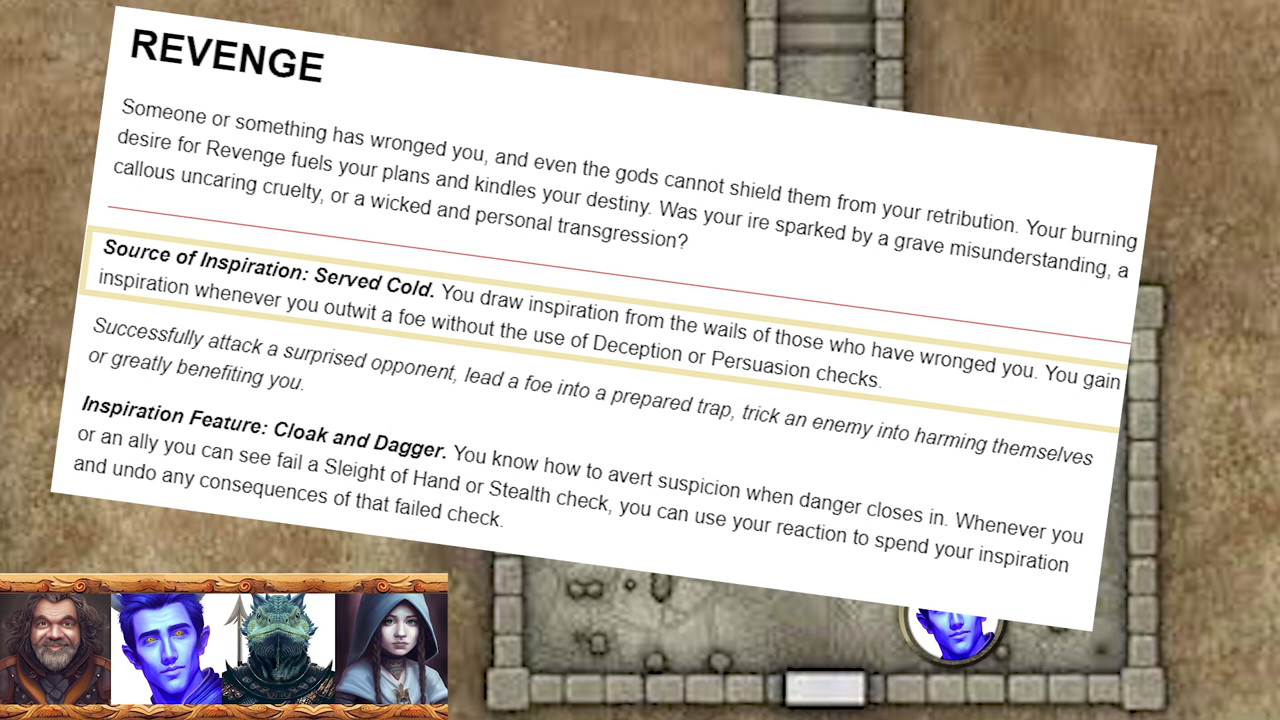 REVENGE
Someone or something has wronged you, and even the gods cannot shield them from your retribution. Your burning
desire for Revenge fuels your plans and kindles your destiny. Was your ire sparked by a grave misunderstanding, a
callous uncaring cruelty, or a wicked and personal transgression?
Source of Inspiration: Served Cold. You draw inspiration from the wails of those who have wronged you. You gain
inspiration whenever you outwit a foe without the use of Deception or Persuasion checks.
Successfully attack a surprised opponent, lead a foe into a prepared trap, trick an enemy into harming themselves
or greatly benefiting you.
Inspiration Feature: Cloak and Dagger. You know how to avert suspicion when danger closes in. Whenever you
or an ally you can see fail a Sleight of Hand or Stealth check, you can use your reaction to spend your inspiration
and undo any consequences of that failed check.